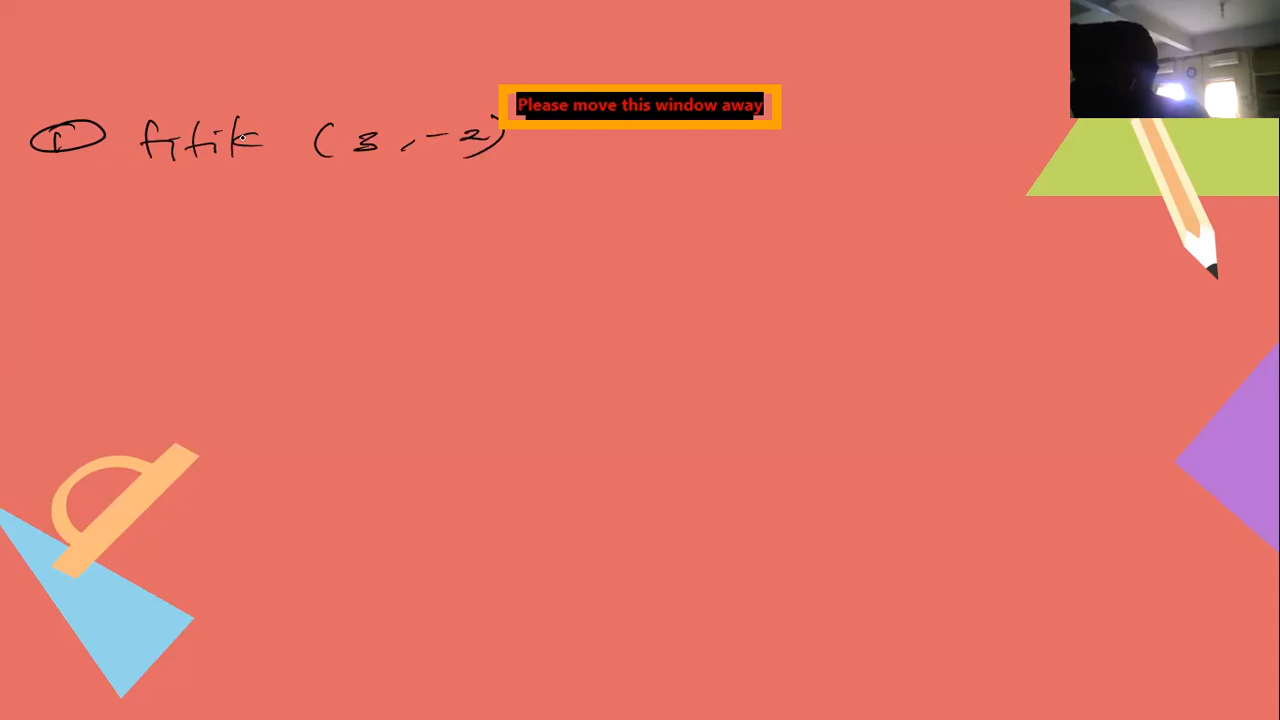 Please move this window away
① titik (3, -2)